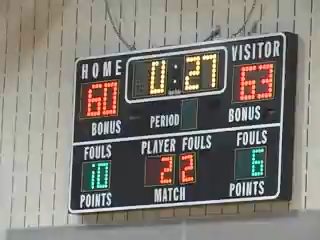 HOME 0:27 VISITOR
60 63
BONUS PERIOD BONUS
FOULS PLAYER FOULS FOULS
10 22 6
POINTS MATCH POINTS